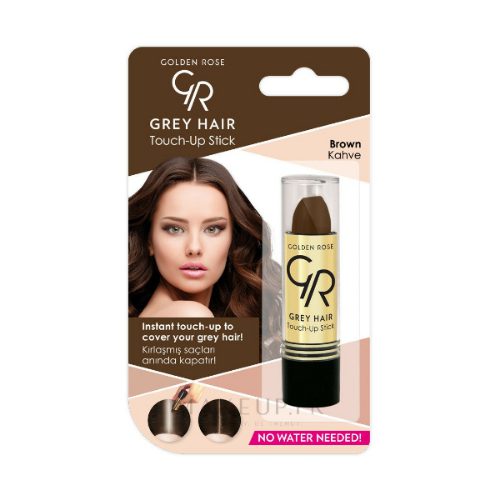 GOLDEN ROSE
GR
GREY HAIR
Touch-Up Stick
Brown
Kahve
GOLDEN ROSE
GR
GREY HAIR
Touch-Up Stick
Instant touch-up to
cover your grey hair!
Kırlaşmış saçları
anında kapatır!
NO WATER NEEDED!